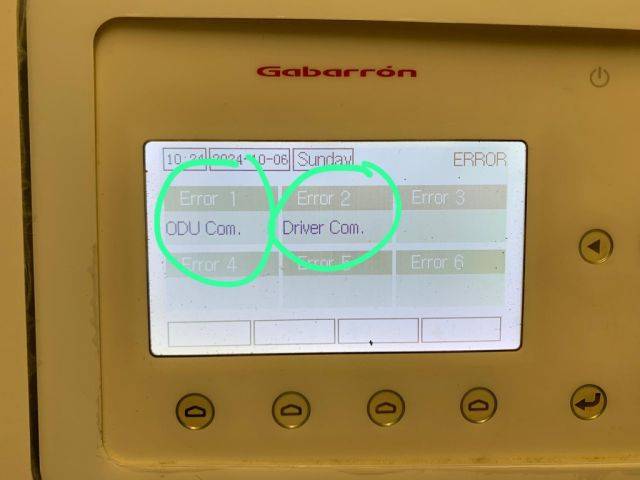 Gabarrón
10:24 2024-10-06 Sunday ERROR
Error 1 Error 2 Error 3
ODU Com. Driver Com.
Error 4 Error 5 Error 6